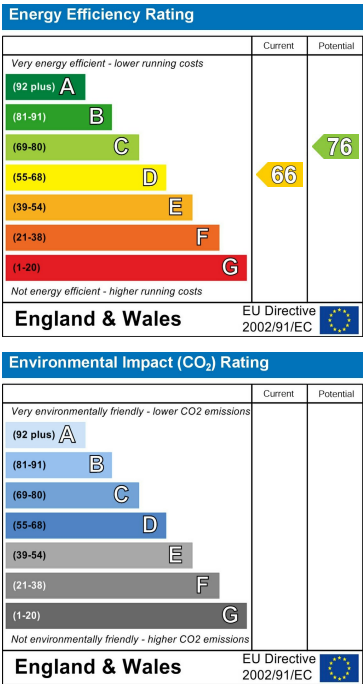 Energy Efficiency Rating
Current Potential
Very energy efficient - lower running costs
(92 plus) A
(81-91) B
(69-80) C 76
(55-68) D 66
(39-54) E
(21-38) F
(1-20) G
Not energy efficient - higher running costs
England & Wales EU Directive
2002/91/EC
Environmental Impact (CO₂) Rating
Current Potential
Very environmentally friendly - lower CO2 emissions
(92 plus) A
(81-91) B
(69-80) C
(55-68) D
(39-54) E
(21-38) F
(1-20) G
Not environmentally friendly - higher CO2 emissions
England & Wales EU Directive
2002/91/EC